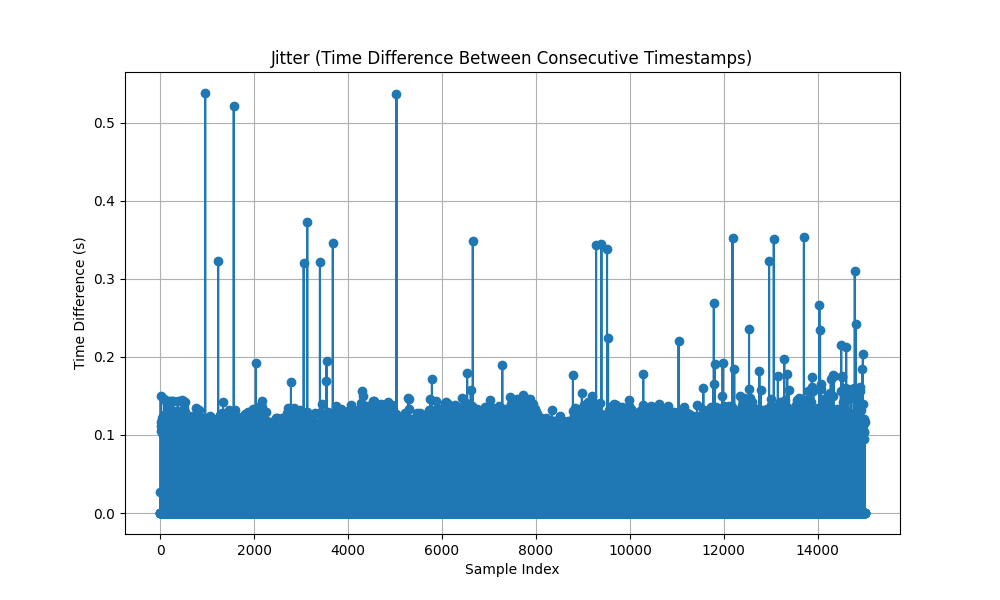 Jitter (Time Difference Between Consecutive Timestamps)
Time Difference (s)
0.5
0.4
0.3
0.2
0.1
0.0
0 2000 4000 6000 8000 10000 12000 14000
Sample Index